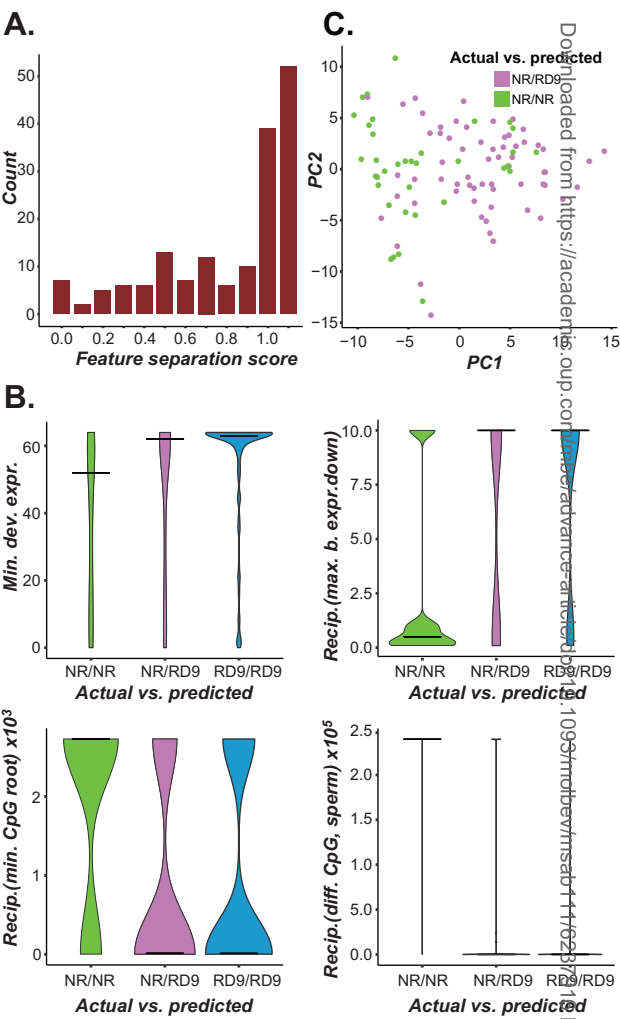 A.
50
40
30
20
10
0
Count
0.0 0.2 0.4 0.6 0.8 1.0
Feature separation score
C.
Actual vs. predicted
NR/RD9
NR/NR
10
5
0
−5
−10
−15
PC2
−10 −5 0 5 10 15
PC1
B.
60
40
20
0
Min. dev. expr.
NR/NR NR/RD9 RD9/RD9
Actual vs. predicted
10.0
7.5
5.0
2.5
0.0
Recip.(max. b. expr.down)
NR/NR NR/RD9 RD9/RD9
Actual vs. predicted
2
1
0
Recip.(min. CpG root) x10³
NR/NR NR/RD9 RD9/RD9
Actual vs. predicted
2.5
2.0
1.5
1.0
5.0
0.0
Recip.(diff. CpG, sperm) x10⁵
NR/NR NR/RD9 RD9/RD9
Actual vs. predicted
Downloaded from https://academic.oup.com/mbe/advance-article/doi/10.1093/molbev/msab111/